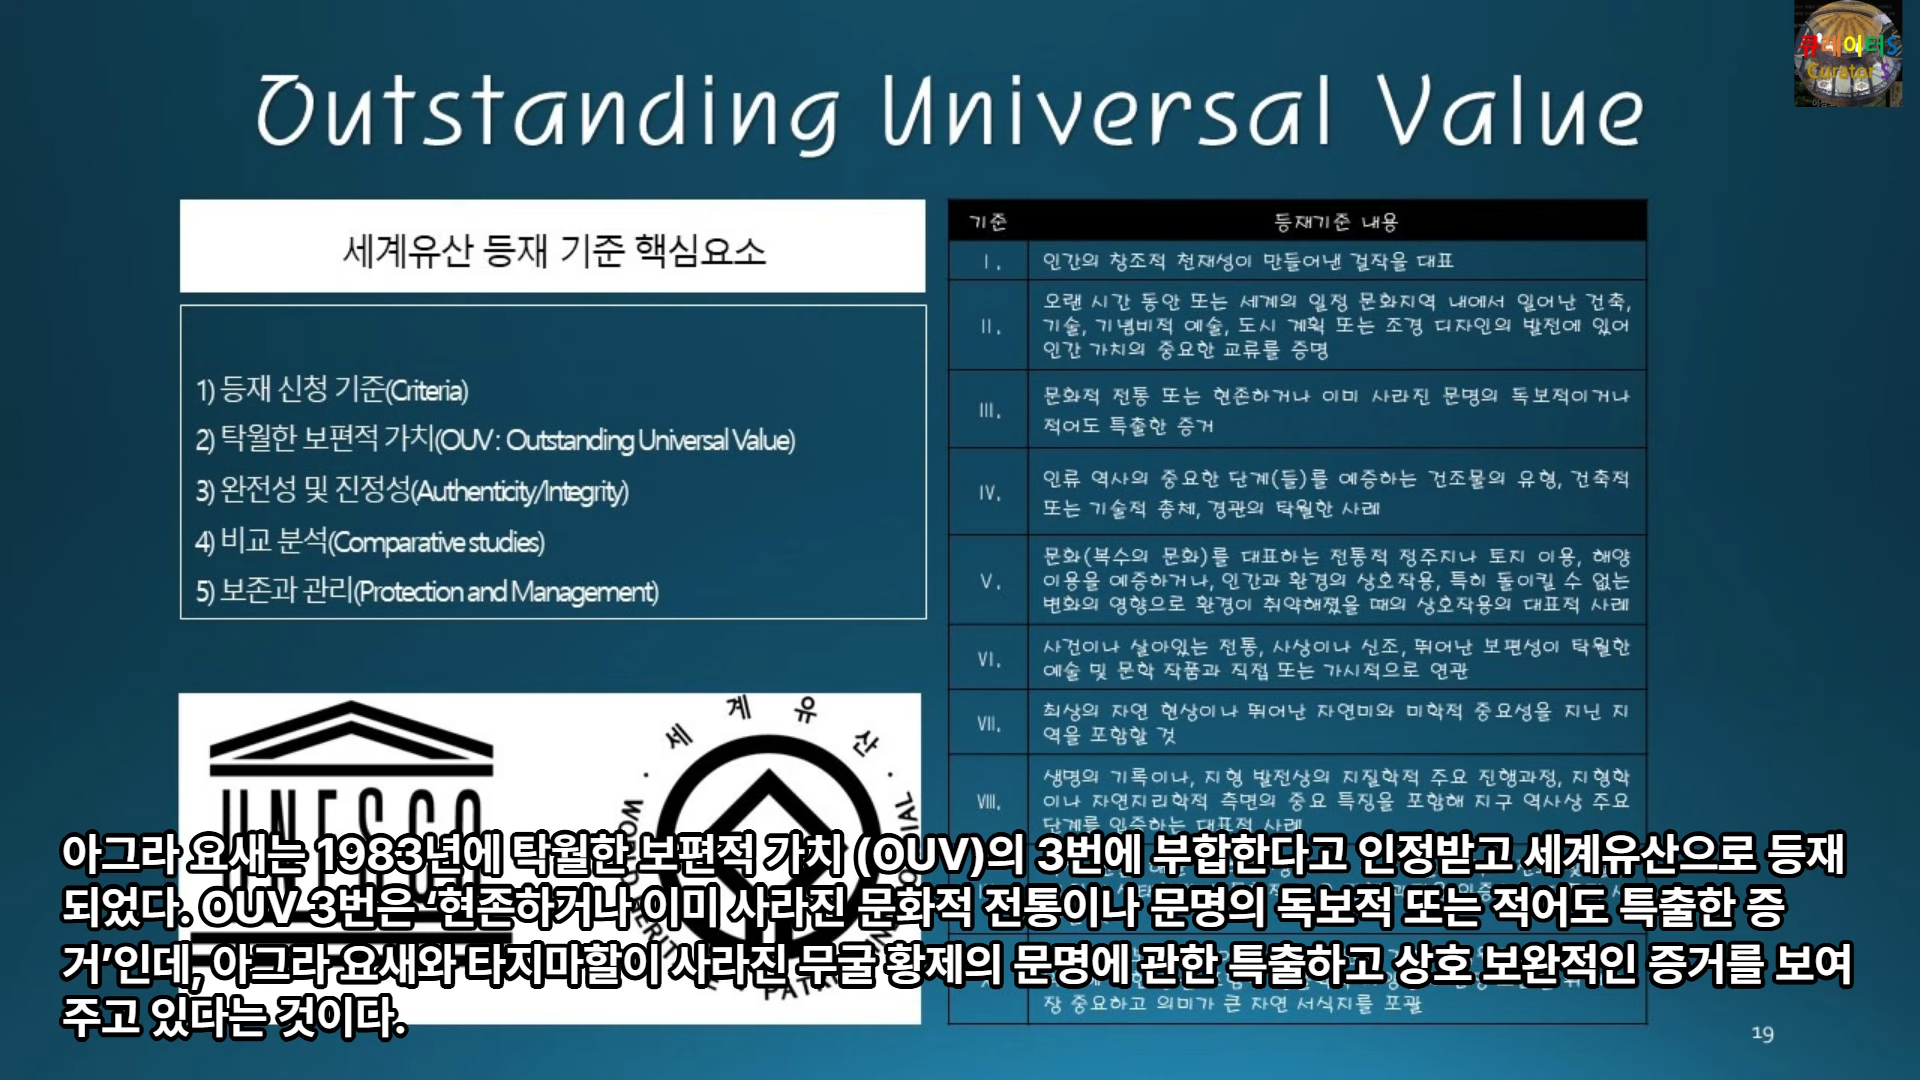 큐레이터S
Curator S
Outstanding Universal Value
세계유산 등재 기준 핵심요소
1) 등재 신청 기준(Criteria)
2) 탁월한 보편적 가치(OUV : Outstanding Universal Value)
3) 완전성 및 진정성(Authenticity/Integrity)
4) 비교 분석(Comparative studies)
5) 보존과 관리(Protection and Management)
UNESCO
· 세 계 유 산 ·
기준 등재기준 내용
I. 인간의 창조적 천재성이 만들어낸 걸작을 대표
II. 오랜 시간 동안 또는 세계의 일정 문화지역 내에서 일어난 건축,
기술, 기념비적 예술, 도시 계획 또는 조경 디자인의 발전에 있어
인간 가치의 중요한 교류를 증명
III. 문화적 전통 또는 현존하거나 이미 사라진 문명의 독보적이거나
적어도 특출한 증거
IV. 인류 역사의 중요한 단계(들)를 예증하는 건조물의 유형, 건축적
또는 기술적 총체, 경관의 탁월한 사례
V. 문화(복수의 문화)를 대표하는 전통적 정주지나 토지 이용, 해양
이용을 예증하거나, 인간과 환경의 상호작용, 특히 돌이킬 수 없는
변화의 영향으로 환경이 취약해졌을 때의 상호작용의 대표적 사례
VI. 사건이나 살아있는 전통, 사상이나 신조, 뛰어난 보편성이 탁월한
예술 및 문학 작품과 직접 또는 가시적으로 연관
VII. 최상의 자연 현상이나 뛰어난 자연미와 미학적 중요성을 지닌 지
역을 포함할 것
VIII. 생명의 기록이나, 지형 발전상의 지질학적 주요 진행과정, 지형학
이나 자연지리학적 측면의 중요 특징을 포함해 지구 역사상 주요
단계를 입증하는 대표적 사례
장 중요하고 의미가 큰 자연 서식지를 포괄
아그라 요새는 1983년에 탁월한 보편적 가치 (OUV)의 3번에 부합한다고 인정받고 세계유산으로 등재
되었다. OUV 3번은 ‘현존하거나 이미 사라진 문화적 전통이나 문명의 독보적 또는 적어도 특출한 증
거’인데, 아그라 요새와 타지마할이 사라진 무굴 황제의 문명에 관한 특출하고 상호 보완적인 증거를 보여
주고 있다는 것이다.
19